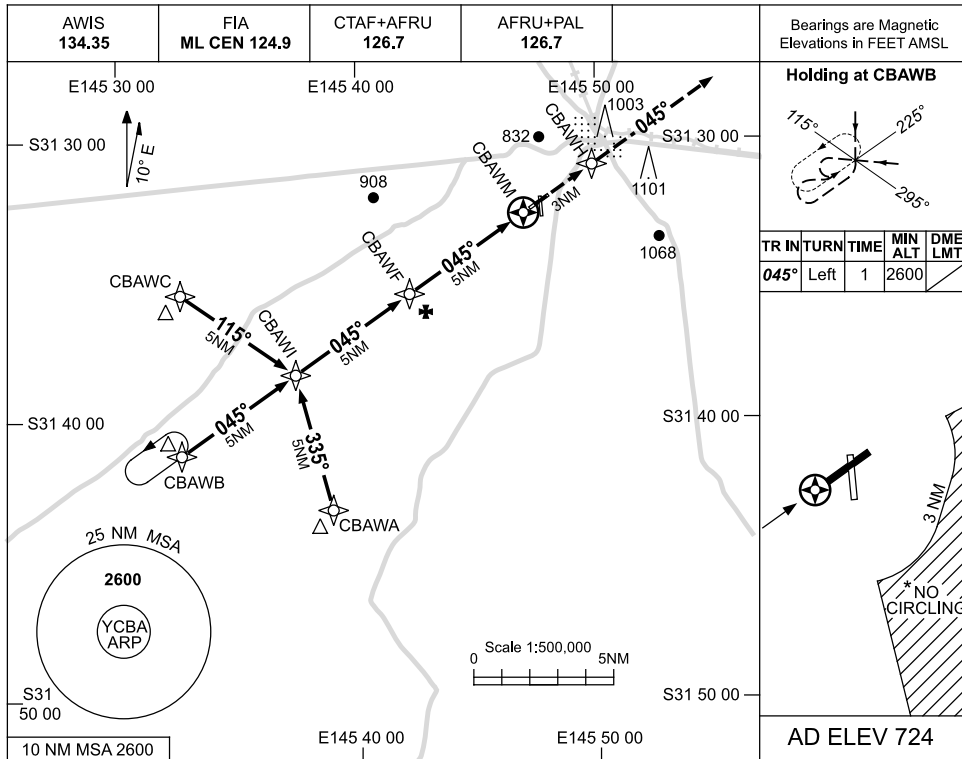 AWIS
134.35
FIA
ML CEN 124.9
CTAF+AFRU
126.7
AFRU+PAL
126.7
Bearings are Magnetic
Elevations in FEET AMSL
E145 30 00
E145 40 00
E145 50 00
Holding at CBAWB
115°
225°
295°
TR IN
TURN
TIME
MIN
ALT
DME
LMT
045°
Left
1
2600
S31 30 00
10° E
832
1003
CBAWH
045°
S31 30 00
1101
CBAWM
3NM
908
1068
CBAWF
045°
5NM
CBAWC
115°
5NM
CBAWI
045°
5NM
S31 40 00
S31 40 00
045°
5NM
335°
5NM
CBAWB
CBAWA
3 NM
*NO
CIRCLING
25 NM MSA
2600
YCBA
ARP
Scale 1:500,000
0
5NM
S31
50 00
S31 50 00
E145 40 00
E145 50 00
10 NM MSA 2600
AD ELEV 724